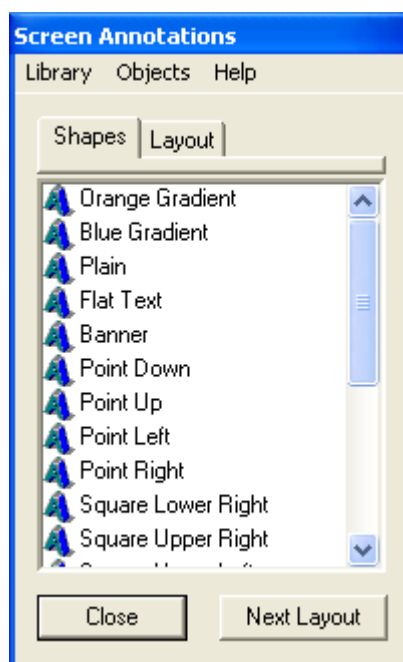 Screen Annotations
Library Objects Help
Shapes Layout
Orange Gradient
Blue Gradient
Plain
Flat Text
Banner
Point Down
Point Up
Point Left
Point Right
Square Lower Right
Square Upper Right
Close Next Layout